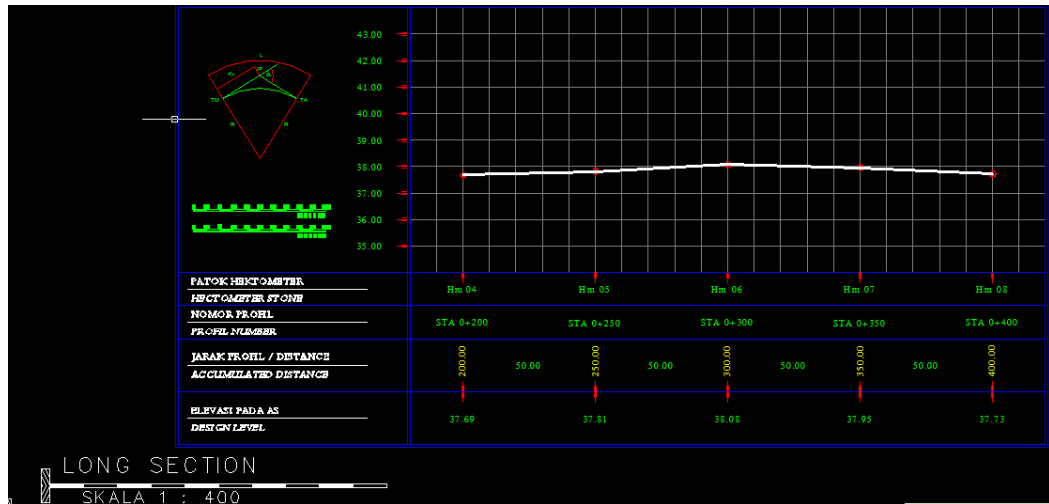 43.00
42.00
41.00
40.00
39.00
38.00
37.00
36.00
35.00
L
TM
TA
R
R
PATOK HEKTOMETER
HECTOMETER STONE
Hm 04 Hm 05 Hm 06 Hm 07 Hm 08
NOMOR PROFIL
PROFIL NUMBER
STA 0+200 STA 0+250 STA 0+300 STA 0+350 STA 0+400
JARAK PROFIL / DISTANCE
ACCUMULATED DISTANCE
200.00 50.00 250.00 50.00 300.00 50.00 350.00 50.00 400.00
ELEVASI PADA AS
DESIGN LEVEL
37.69 37.81 38.08 37.95 37.73
LONG SECTION
SKALA 1 : 400